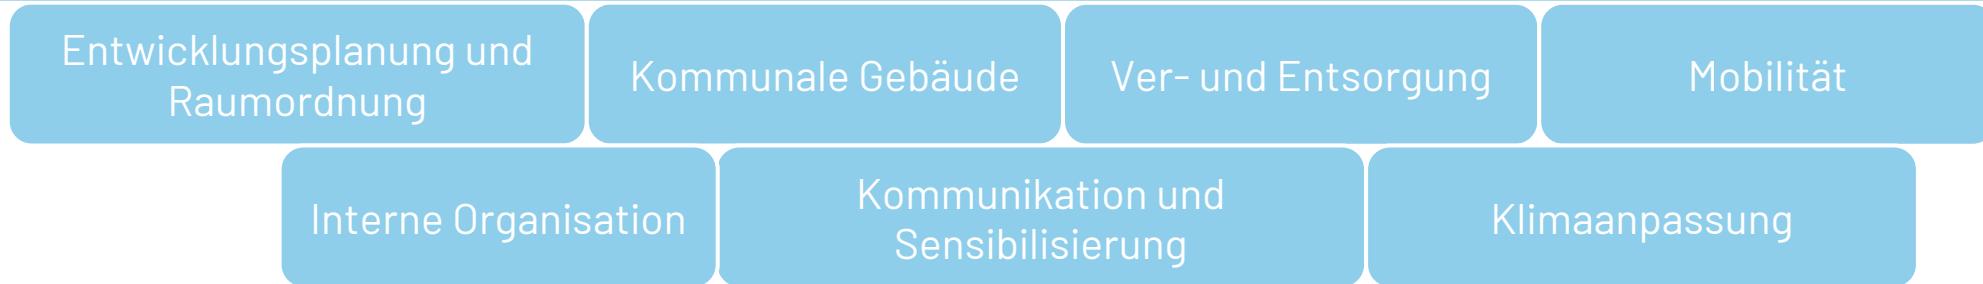 Entwicklungsplanung und
Raumordnung
Kommunale Gebäude
Ver- und Entsorgung
Mobilität
Interne Organisation
Kommunikation und
Sensibilisierung
Klimaanpassung